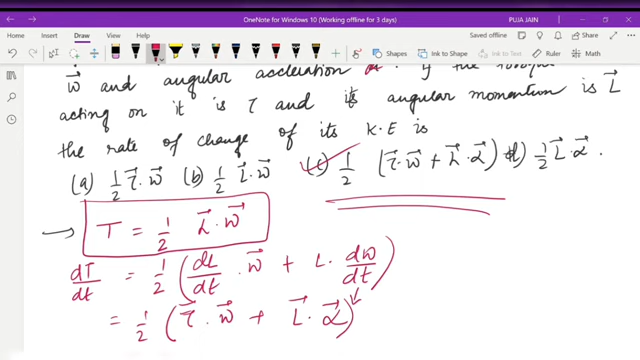 OneNote for Windows 10 (Working offline for 3 days)
PUJA JAIN
Home Insert Draw View Help
Saved offline Share
Ink to Shape Ink to Text Math
w⃗ and angular accleration α⃗. If the torque
acting on it is τ and its angular momentum is L⃗
the rate of change of its K.E is
(a) 1/2 τ⃗·w⃗ (b) 1/2 L⃗·w⃗ (c) 1/2 (τ⃗·w⃗ + L⃗·α⃗) d) 1/2 L⃗·α⃗.
→ T = 1/2 L⃗·w⃗
dT/dt = 1/2 (dL⃗/dt · w⃗ + L · dw⃗/dt)
= 1/2 (τ⃗·w⃗ + L⃗·α⃗)